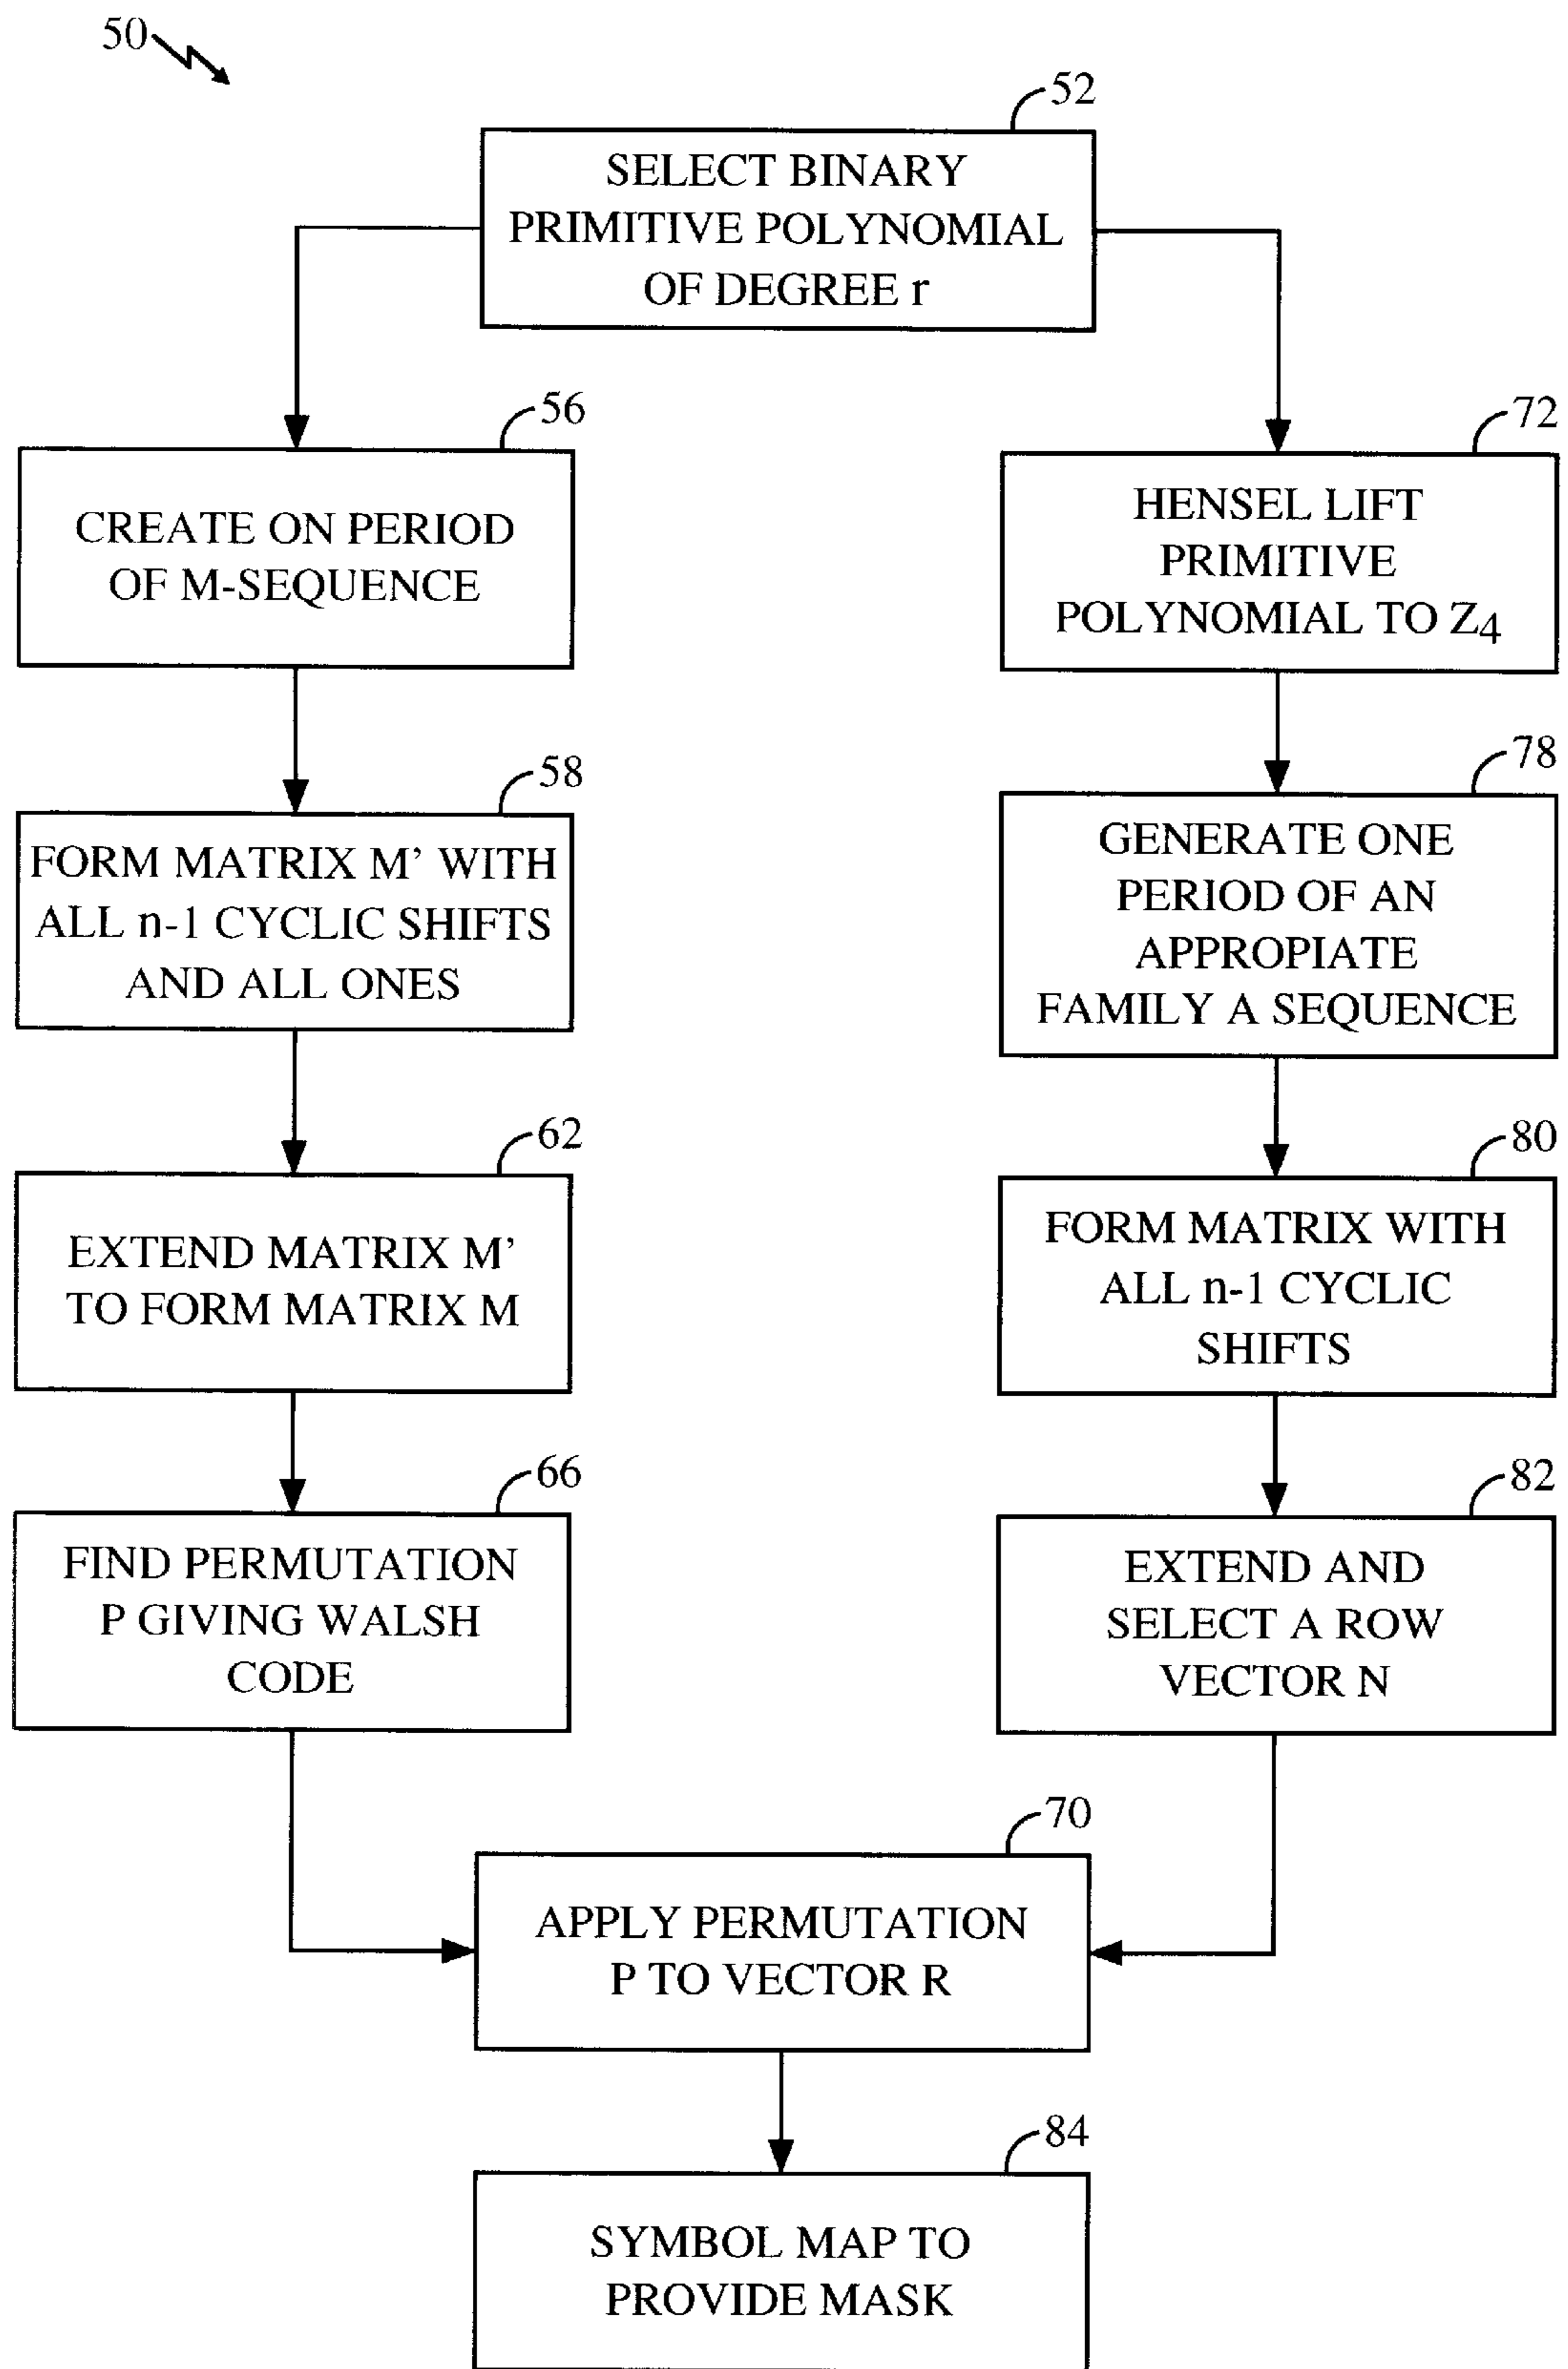 50
52
SELECT BINARY
PRIMITIVE POLYNOMIAL
OF DEGREE r
56
CREATE ON PERIOD
OF M-SEQUENCE
72
HENSEL LIFT
PRIMITIVE
POLYNOMIAL TO Z4
58
FORM MATRIX M' WITH
ALL n-1 CYCLIC SHIFTS
AND ALL ONES
78
GENERATE ONE
PERIOD OF AN
APPROPIATE
FAMILY A SEQUENCE
62
EXTEND MATRIX M'
TO FORM MATRIX M
80
FORM MATRIX WITH
ALL n-1 CYCLIC
SHIFTS
66
FIND PERMUTATION
P GIVING WALSH
CODE
82
EXTEND AND
SELECT A ROW
VECTOR N
70
APPLY PERMUTATION
P TO VECTOR R
84
SYMBOL MAP TO
PROVIDE MASK